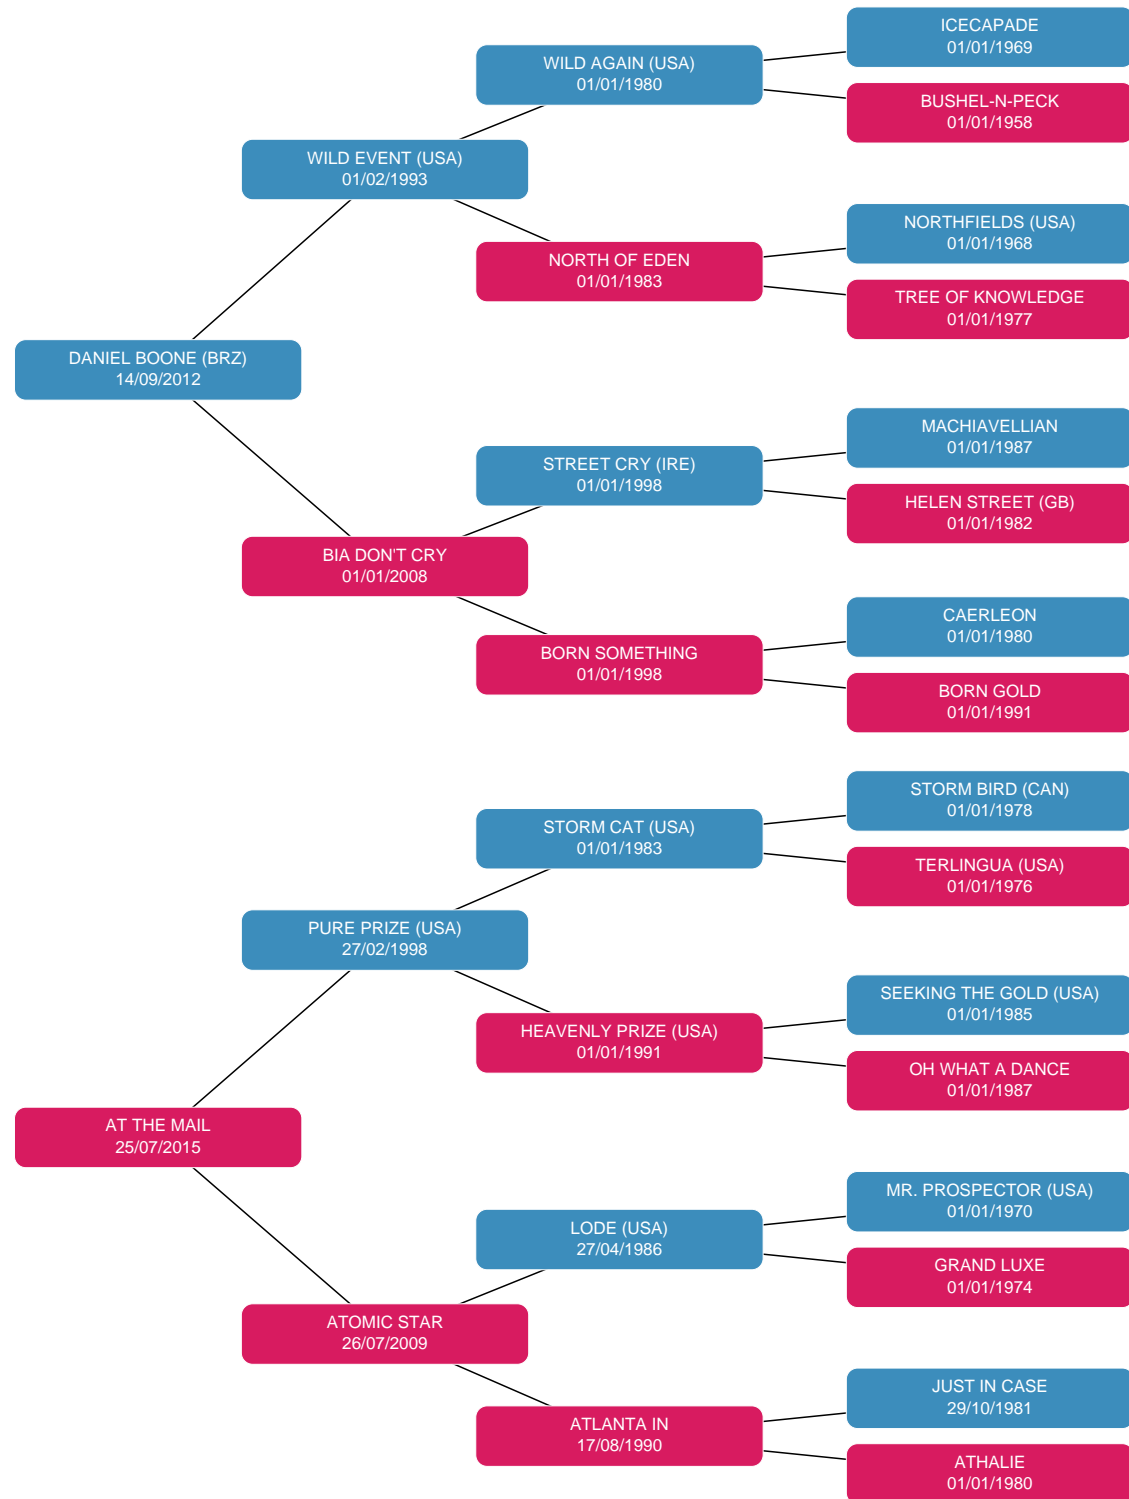 ICECAPADE
01/01/1969
WILD AGAIN (USA)
01/01/1980
BUSHEL-N-PECK
01/01/1958
WILD EVENT (USA)
01/02/1993
NORTHFIELDS (USA)
01/01/1968
NORTH OF EDEN
01/01/1983
TREE OF KNOWLEDGE
01/01/1977
DANIEL BOONE (BRZ)
14/09/2012
MACHIAVELLIAN
01/01/1987
STREET CRY (IRE)
01/01/1998
HELEN STREET (GB)
01/01/1982
BIA DON'T CRY
01/01/2008
CAERLEON
01/01/1980
BORN SOMETHING
01/01/1998
BORN GOLD
01/01/1991
STORM BIRD (CAN)
01/01/1978
STORM CAT (USA)
01/01/1983
TERLINGUA (USA)
01/01/1976
PURE PRIZE (USA)
27/02/1998
SEEKING THE GOLD (USA)
01/01/1985
HEAVENLY PRIZE (USA)
01/01/1991
OH WHAT A DANCE
01/01/1987
AT THE MAIL
25/07/2015
MR. PROSPECTOR (USA)
01/01/1970
LODE (USA)
27/04/1986
GRAND LUXE
01/01/1974
ATOMIC STAR
26/07/2009
JUST IN CASE
29/10/1981
ATLANTA IN
17/08/1990
ATHALIE
01/01/1980